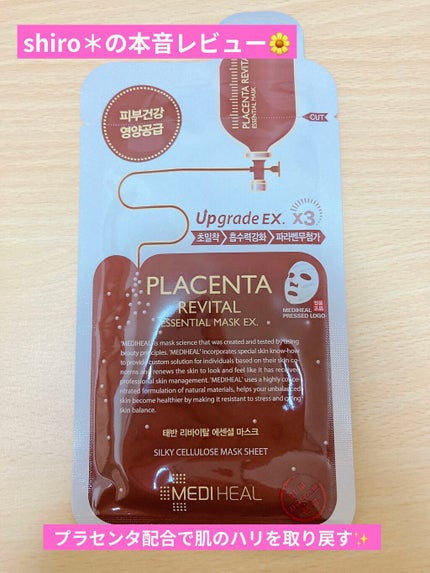 shiro＊の本音レビュー🌼
PLACENTA REVITAL
ESSENTIAL MASK
CUT
피부건강
영양공급
Upgrade EX. x3
초밀착 흡수력강화 파라벤무첨가
PLACENTA
REVITAL
ESSENTIAL MASK EX.
MEDIHEAL
PRESSED LOGO
'MEDIHEAL' is mask science that was created and tested by using
beauty principles. 'MEDIHEAL' incorporates special skin know-how
to provide custom solution for individuals based on their skin co
ncerns and renews the skin to look and feel like it has received
professional skin management. 'MEDIHEAL' uses a highly conce
ntrated formulation of natural materials, helps your unbalanced
skin become healthier by making it resistant to stress and aging
skin balance.
태반 리바이탈 에센셜 마스크
SILKY CELLULOSE MASK SHEET
MEDIHEAL
プラセンタ配合で肌のハリを取り戻す✨